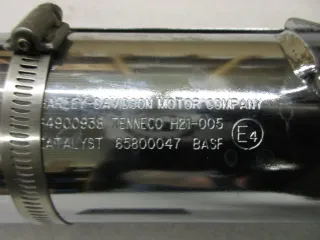 HARLEY-DAVIDSON MOTOR COMPANY
64900938 TENNECO H21-005 E4
CATALYST 65800047 BASF